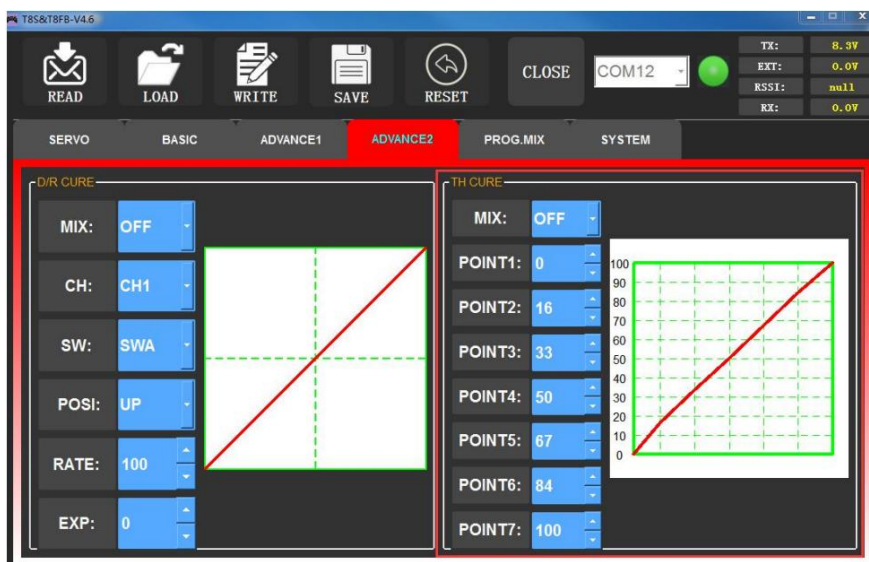 T8S&T8FB-V4.6
READ
LOAD
WRITE
SAVE
RESET
CLOSE
COM12
TX: 8.3V
EXT: 0.0V
RSSI: null
RX: 0.0V
SERVO BASIC ADVANCE1 ADVANCE2 PROG.MIX SYSTEM
D/R CURE
MIX: OFF
CH: CH1
SW: SWA
POSI: UP
RATE: 100
EXP: 0
TH CURE
MIX: OFF
POINT1: 0
POINT2: 16
POINT3: 33
POINT4: 50
POINT5: 67
POINT6: 84
POINT7: 100
100
90
80
70
60
50
40
30
20
10
0